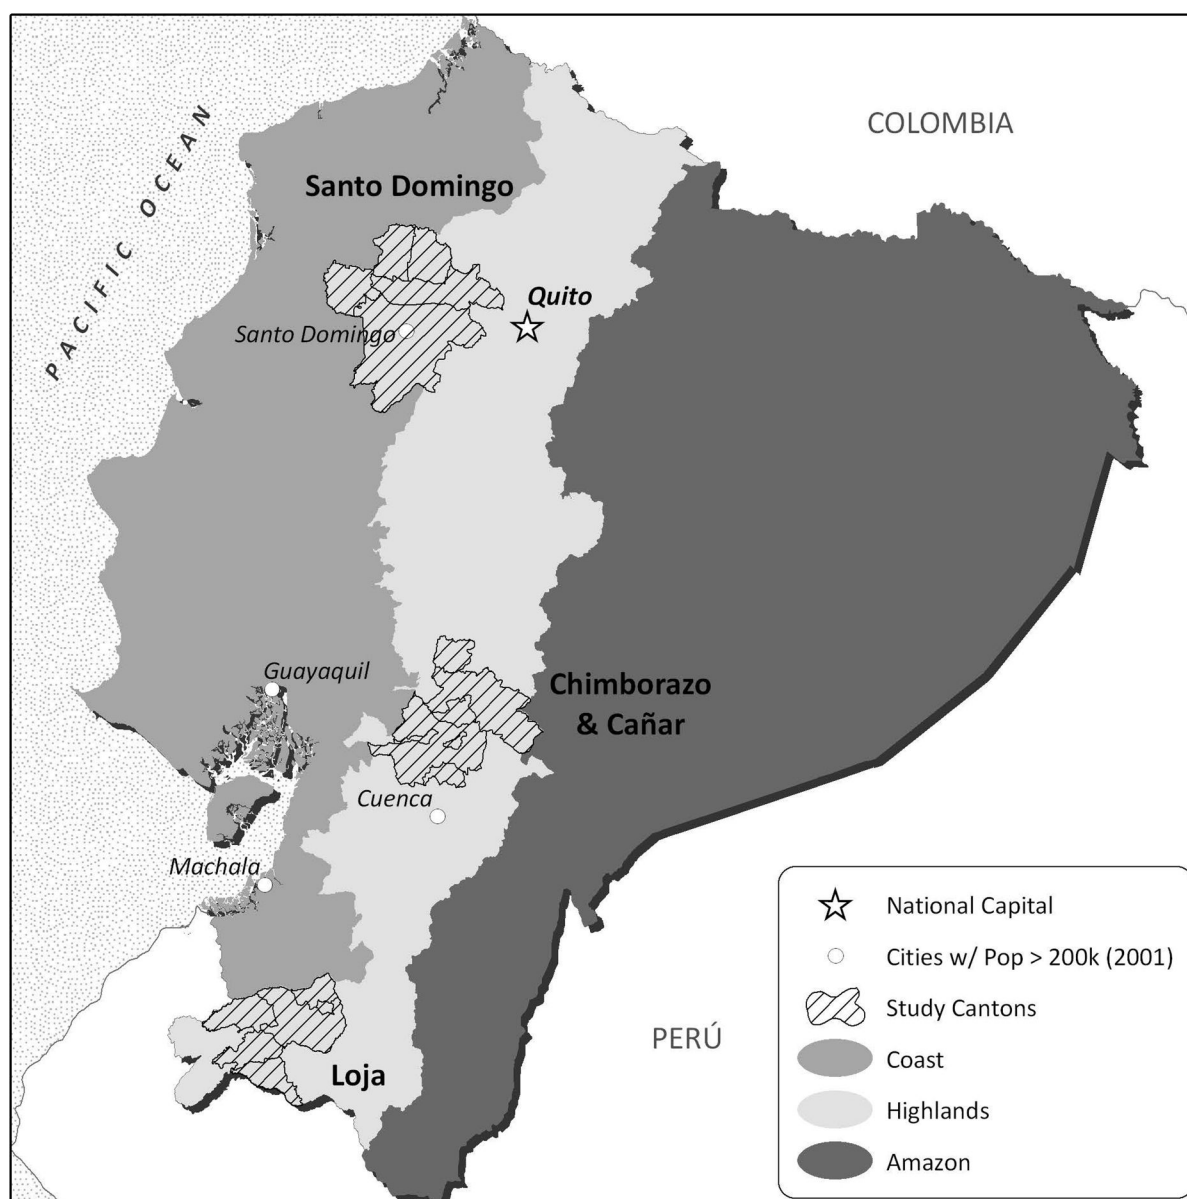 COLOMBIA
PACIFIC OCEAN
Santo Domingo
Quito
Santo Domingo
Guayaquil
Chimborazo
& Cañar
Cuenca
Machala
Loja
PERÚ
National Capital
Cities w/ Pop > 200k (2001)
Study Cantons
Coast
Highlands
Amazon